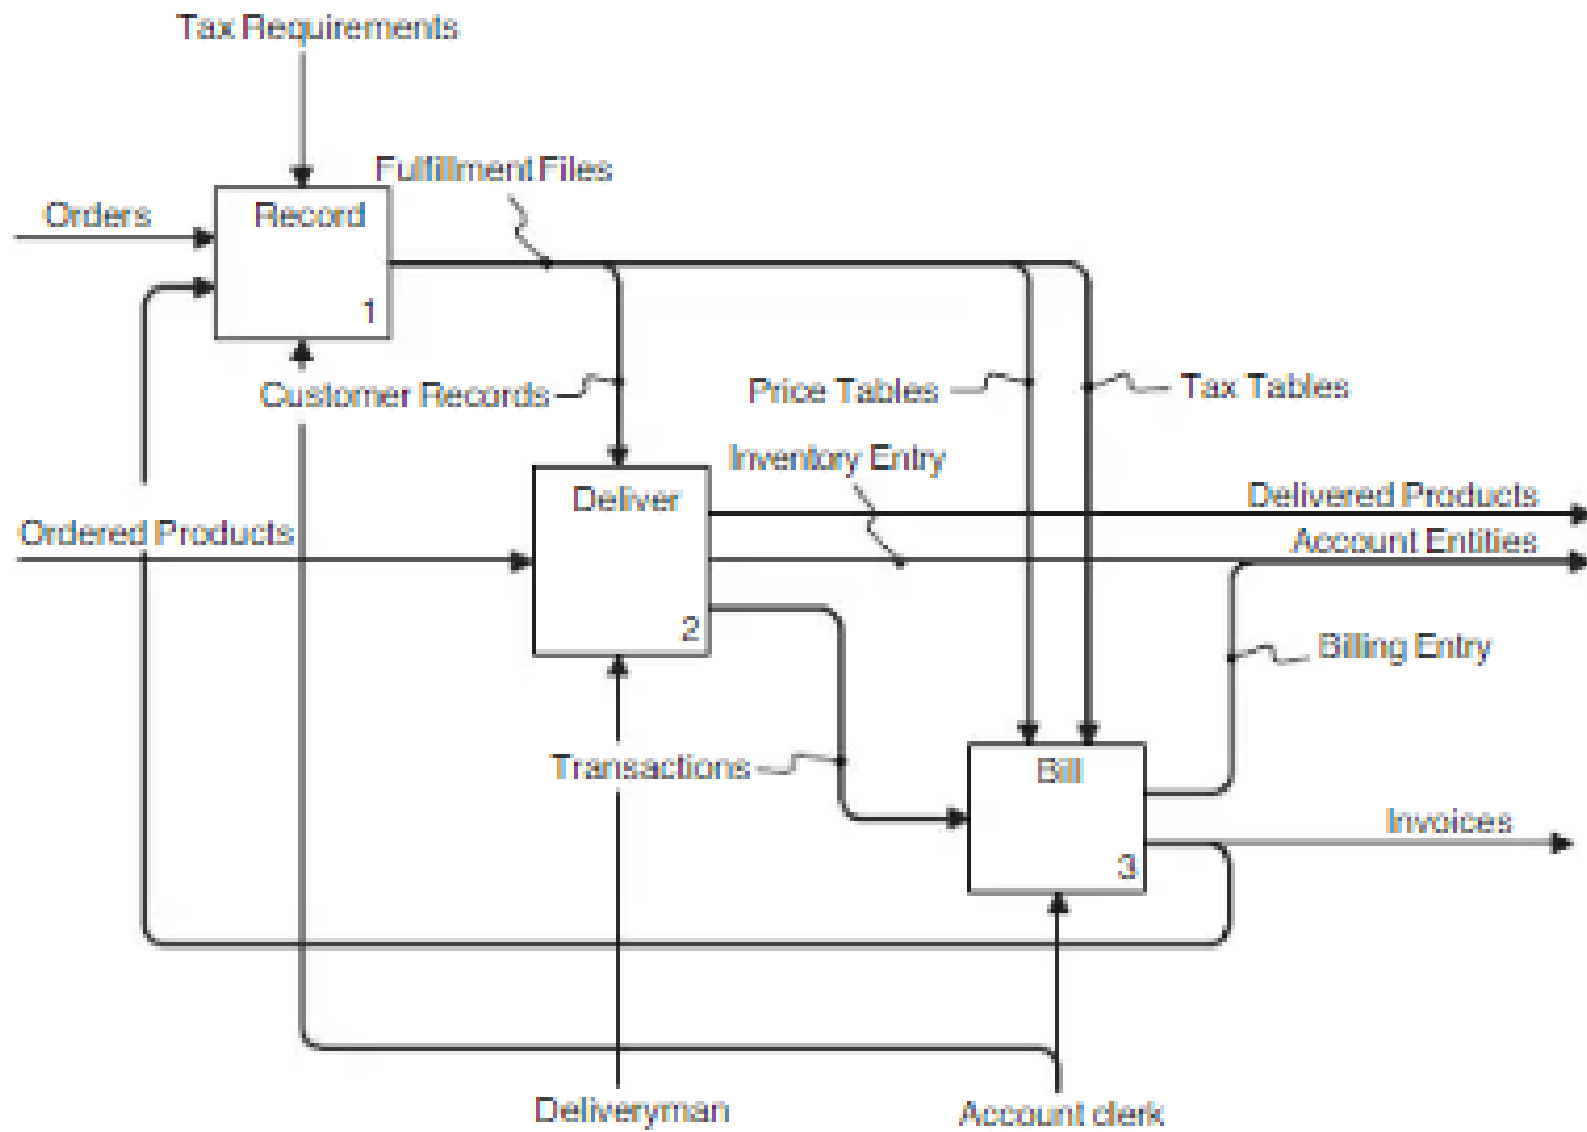 Tax Requirements
Fulfillment Files
Orders
Record
1
Customer Records
Price Tables
Tax Tables
Inventory Entry
Deliver
Delivered Products
Ordered Products
Account Entities
2
Billing Entry
Transactions
Bill
Invoices
3
Deliveryman
Account clerk